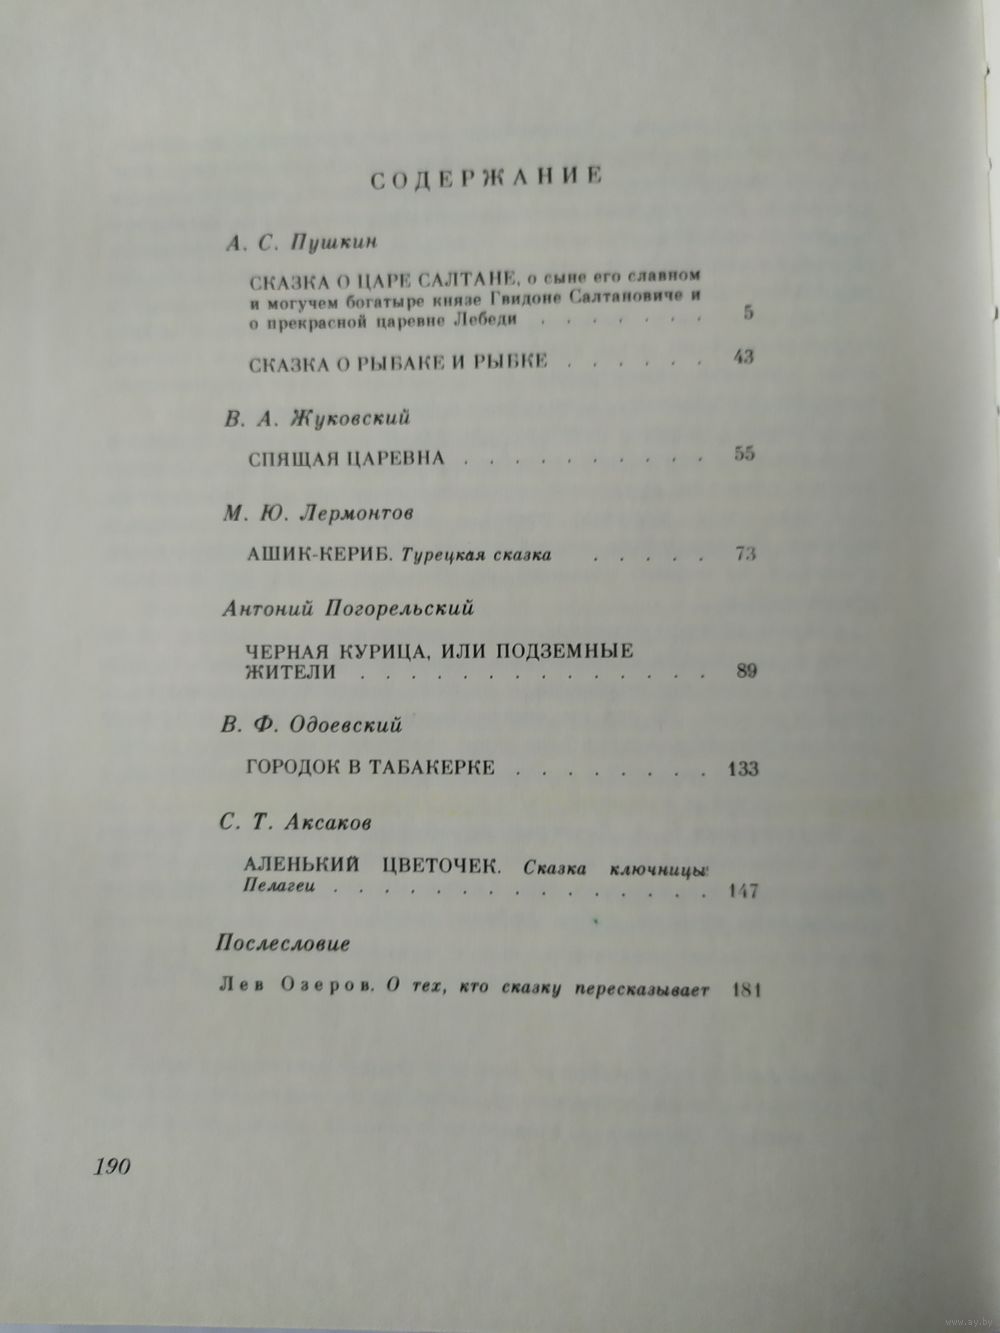 СОДЕРЖАНИЕ
А. С. Пушкин
СКАЗКА О ЦАРЕ САЛТАНЕ, о сыне его славном
и могучем богатыре князе Гвидоне Салтановиче и
о прекрасной царевне Лебеди . . . . . . . 5
СКАЗКА О РЫБАКЕ И РЫБКЕ . . . . . . 43
В. А. Жуковский
СПЯЩАЯ ЦАРЕВНА . . . . . . . . . . 55
М. Ю. Лермонтов
АШИК-КЕРИБ. Турецкая сказка . . . . . 73
Антоний Погорельский
ЧЕРНАЯ КУРИЦА, ИЛИ ПОДЗЕМНЫЕ
ЖИТЕЛИ . . . . . . . . . . . . . . 89
В. Ф. Одоевский
ГОРОДОК В ТАБАКЕРКЕ . . . . . . . . 133
С. Т. Аксаков
АЛЕНЬКИЙ ЦВЕТОЧЕК. Сказка ключницы
Пелагеи . . . . . . . . . . . . . . . 147
Послесловие
Лев Озеров. О тех, кто сказку пересказывает 181
190
www.ay.by